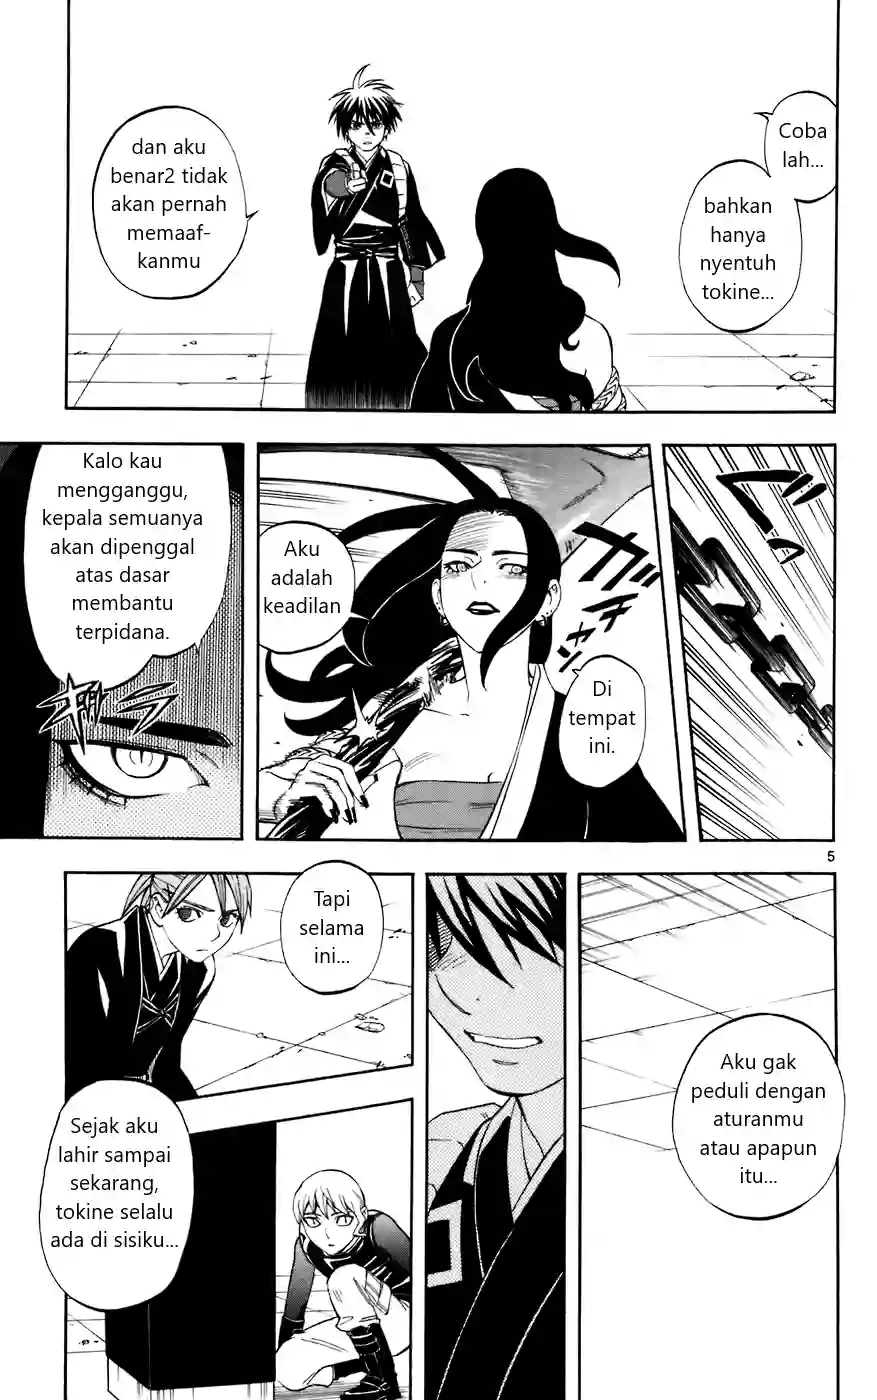 Coba
lah...
bahkan
hanya
nyentuh
tokine...
dan aku
benar2 tidak
akan pernah
memaaf-
kanmu
Di
tempat
ini.
Aku
adalah
keadilan
Kalo kau
mengganggu,
kepala semuanya
akan dipenggal
atas dasar
membantu
terpidana.
5
Aku gak
peduli dengan
aturanmu
atau apapun
itu...
Tapi
selama
ini...
Sejak aku
lahir sampai
sekarang,
tokine selalu
ada di sisiku...